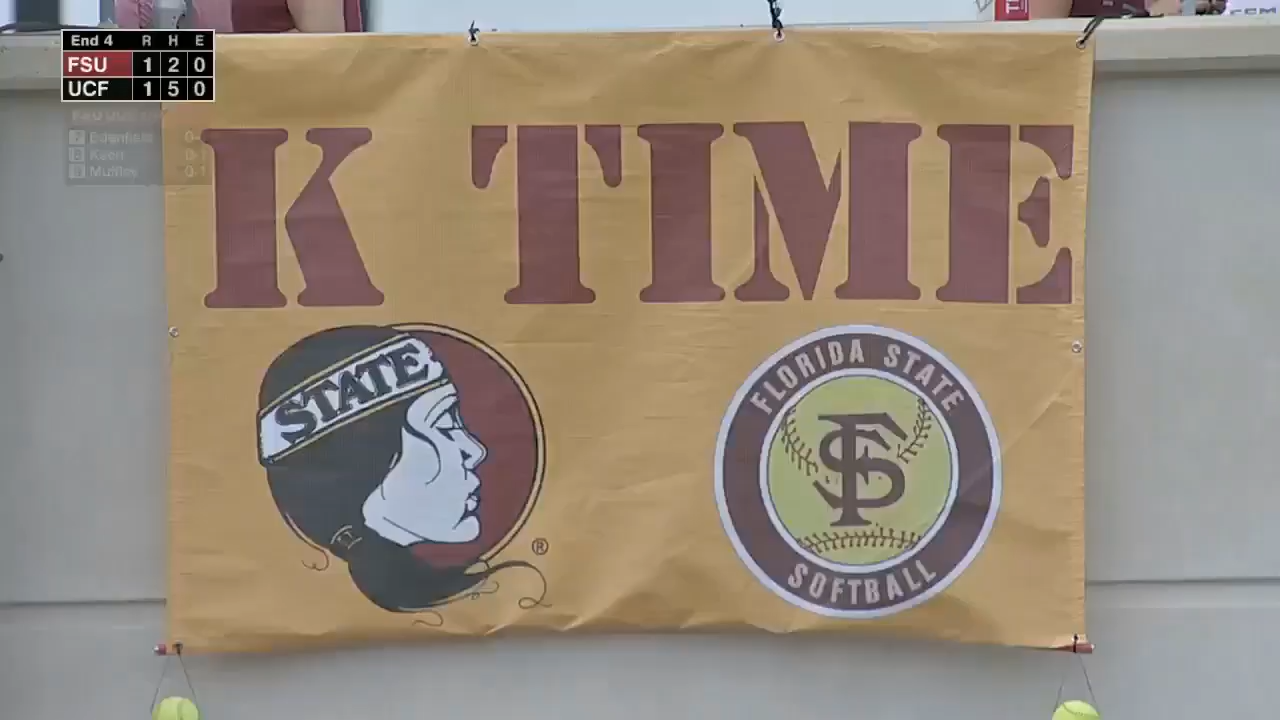 End 4 R H E
FSU 1 2 0
UCF 1 5 0
K TIME
STATE
®
FLORIDA STATE
FS
SOFTBALL